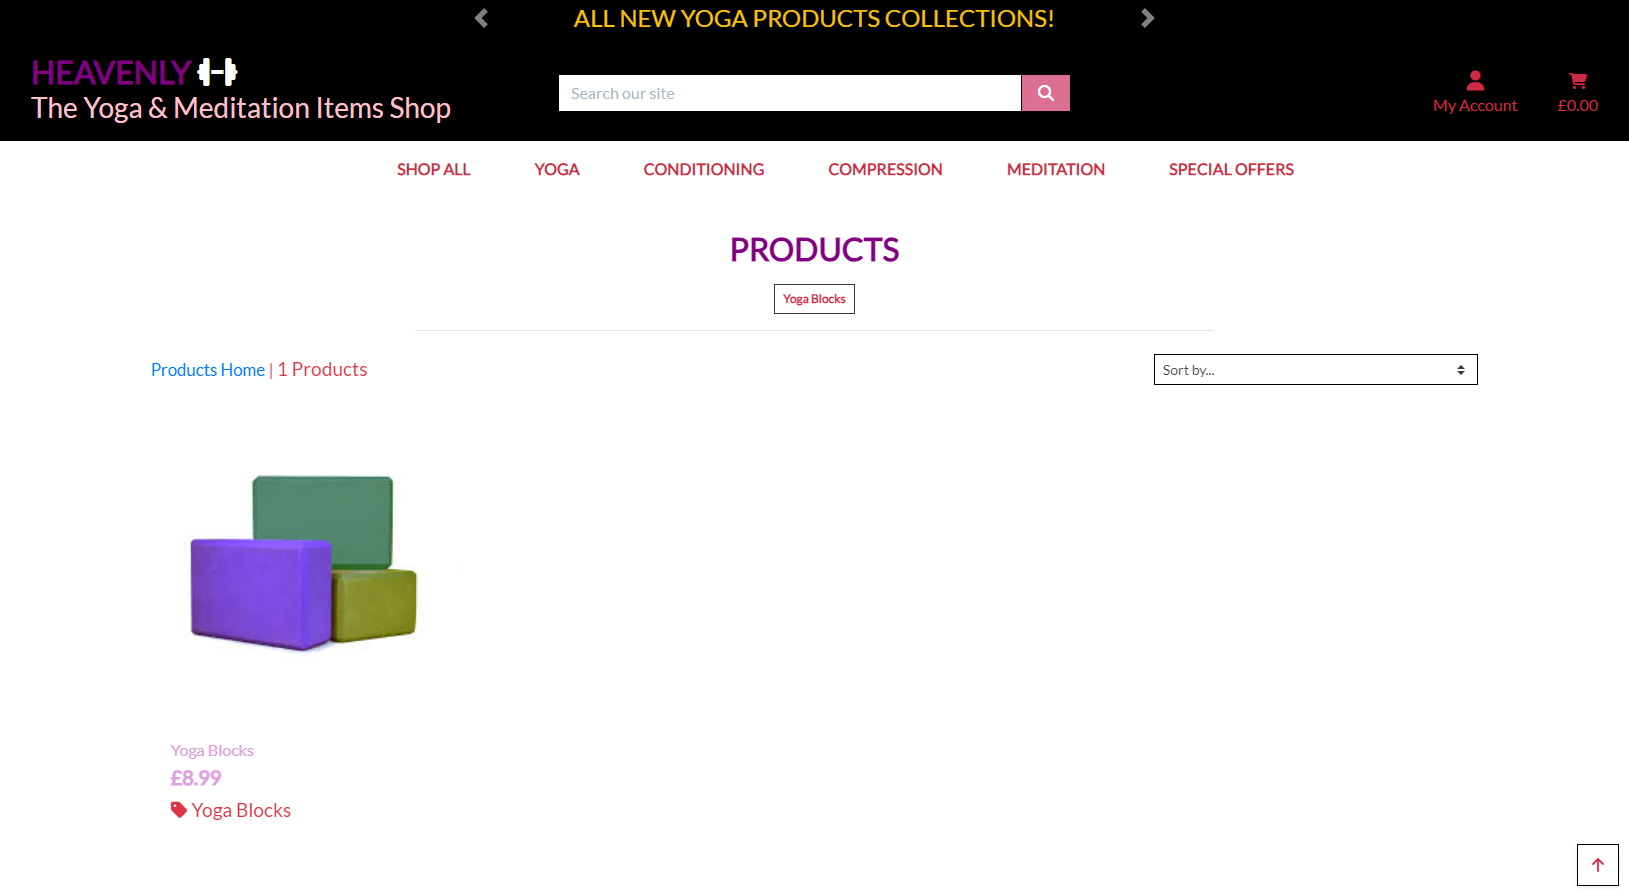 ALL NEW YOGA PRODUCTS COLLECTIONS!
HEAVENLY
The Yoga & Meditation Items Shop
Search our site
My Account
£0.00
SHOP ALL
YOGA
CONDITIONING
COMPRESSION
MEDITATION
SPECIAL OFFERS
PRODUCTS
Yoga Blocks
Products Home | 1 Products
Sort by...
Yoga Blocks
£8.99
Yoga Blocks